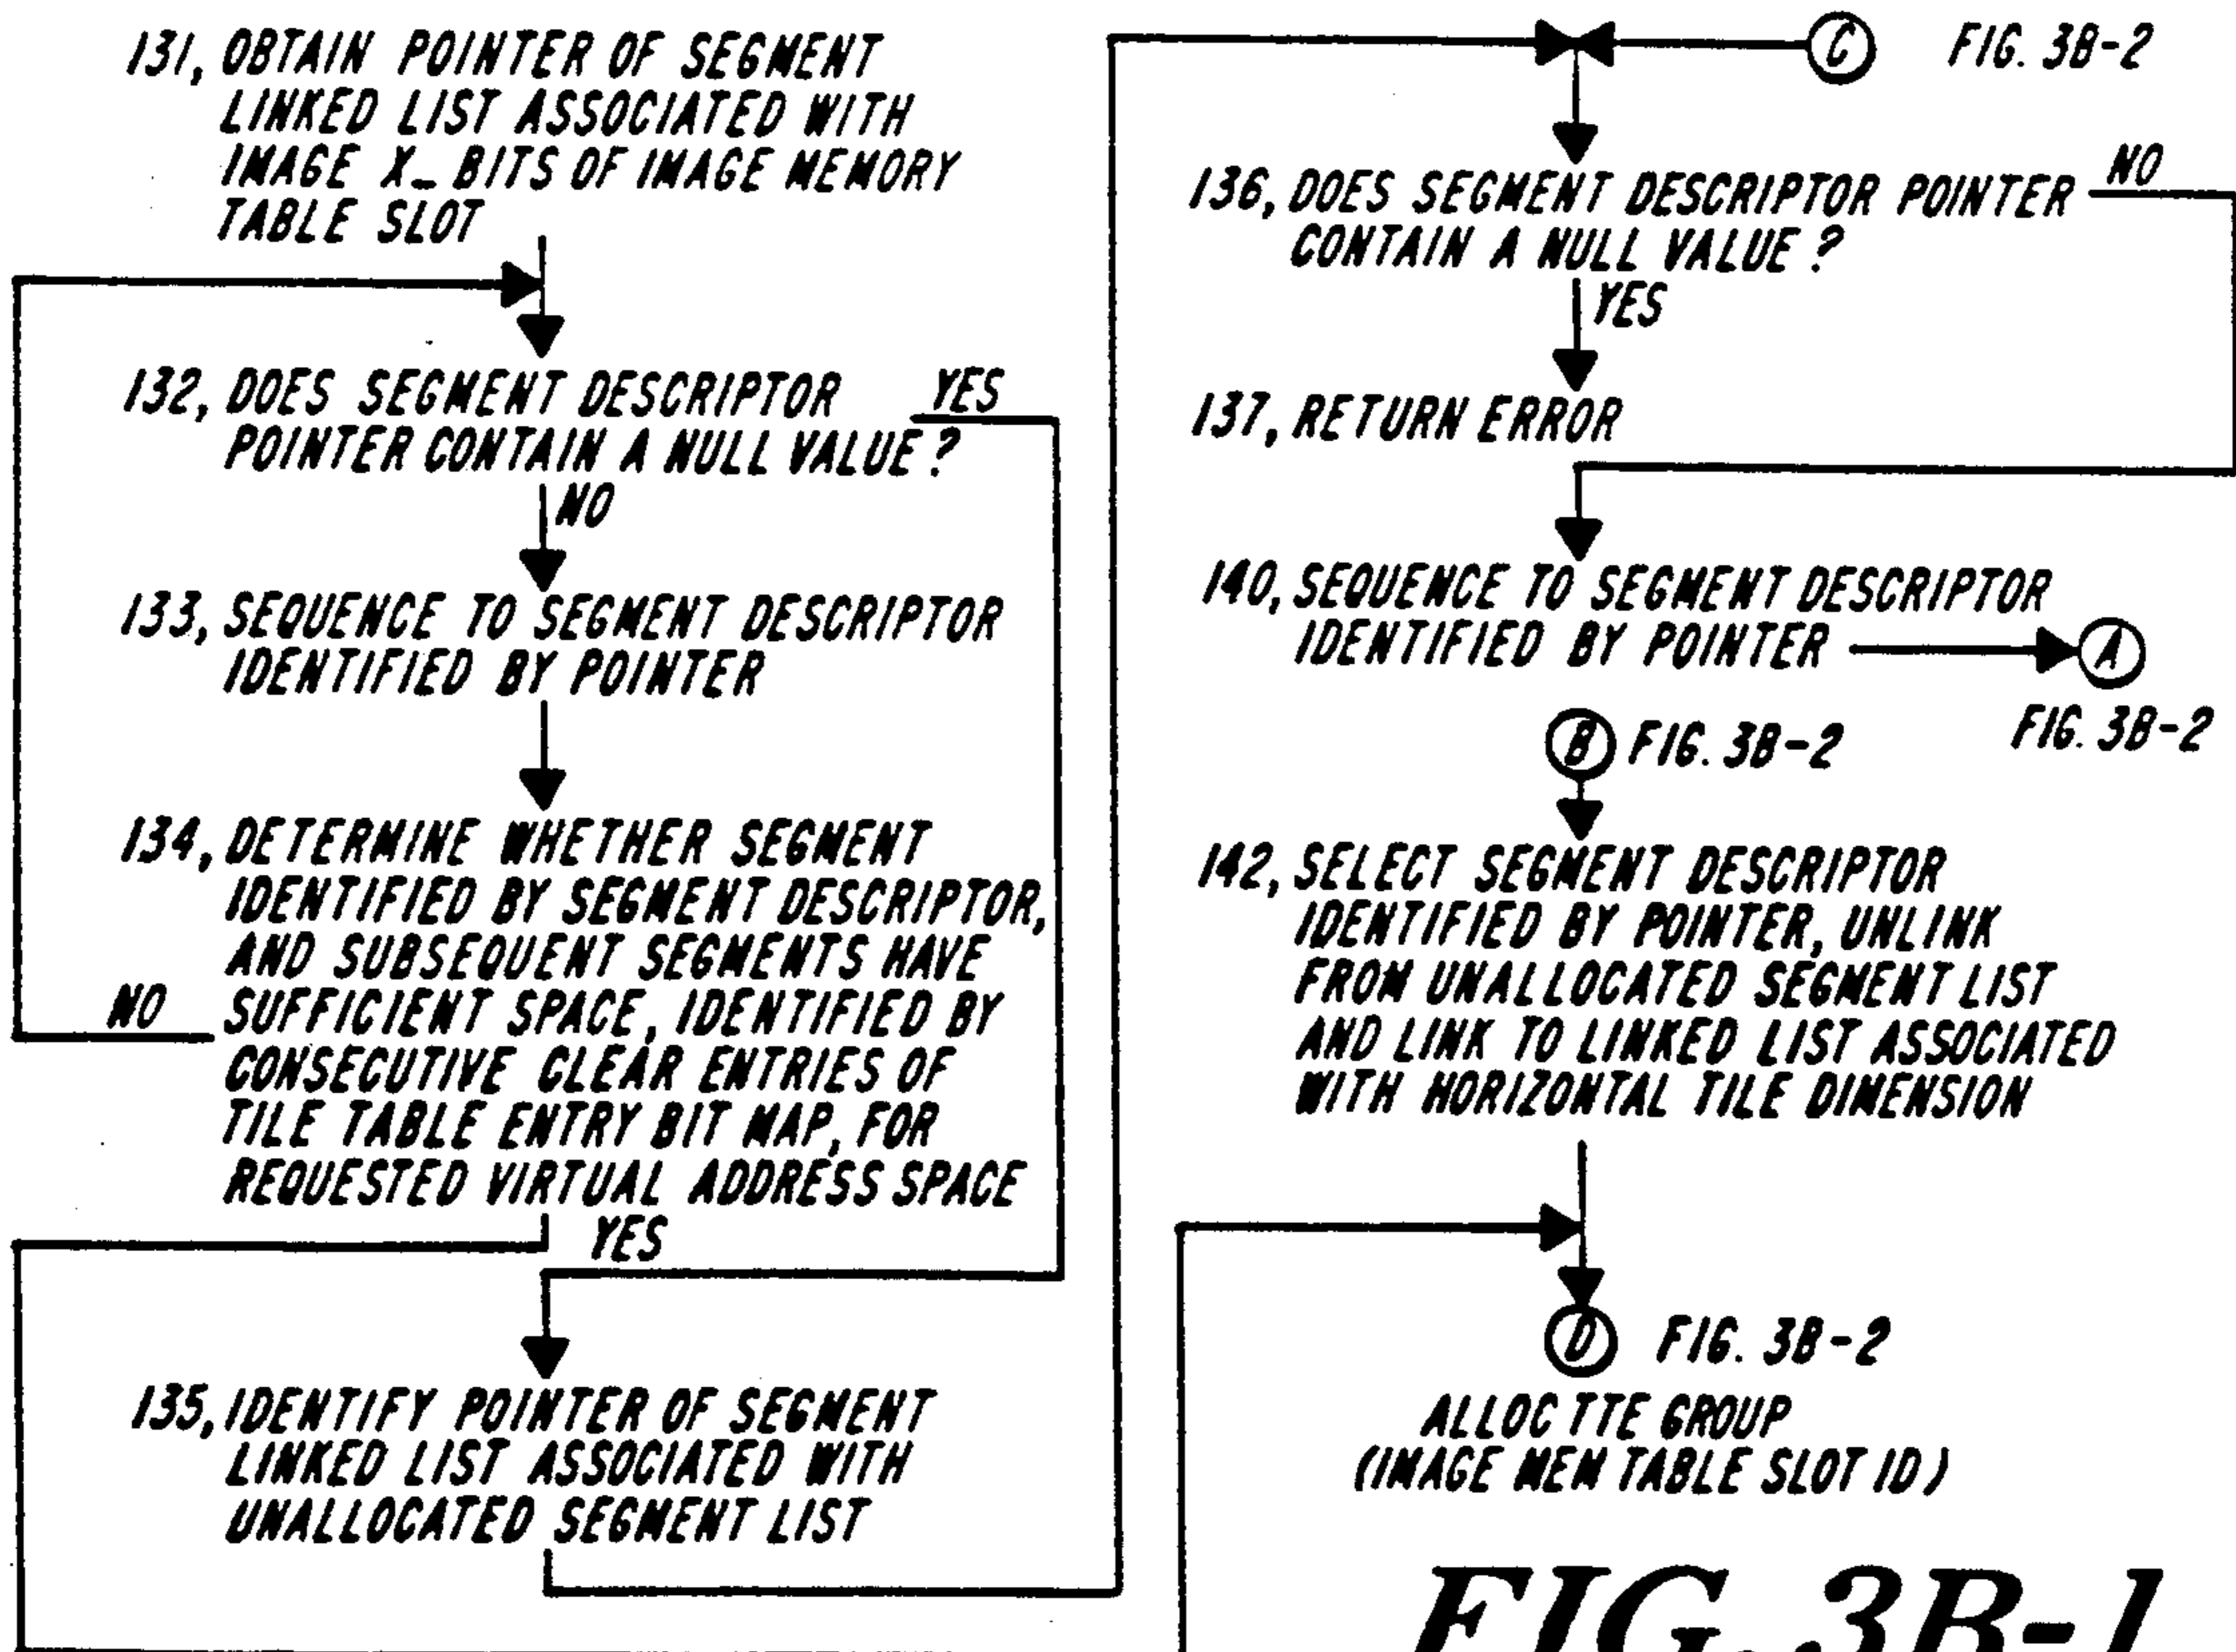 131, OBTAIN POINTER OF SEGMENT
LINKED LIST ASSOCIATED WITH
IMAGE X_ BITS OF IMAGE MEMORY
TABLE SLOT
132, DOES SEGMENT DESCRIPTOR
POINTER CONTAIN A NULL VALUE?
YES
NO
133, SEQUENCE TO SEGMENT DESCRIPTOR
IDENTIFIED BY POINTER
134, DETERMINE WHETHER SEGMENT
IDENTIFIED BY SEGMENT DESCRIPTOR,
AND SUBSEQUENT SEGMENTS HAVE
SUFFICIENT SPACE, IDENTIFIED BY
CONSECUTIVE CLEAR ENTRIES OF
TILE TABLE ENTRY BIT MAP, FOR
REQUESTED VIRTUAL ADDRESS SPACE
NO
YES
135, IDENTIFY POINTER OF SEGMENT
LINKED LIST ASSOCIATED WITH
UNALLOCATED SEGMENT LIST
C FIG. 3B-2
136, DOES SEGMENT DESCRIPTOR POINTER
CONTAIN A NULL VALUE?
NO
YES
137, RETURN ERROR
140, SEQUENCE TO SEGMENT DESCRIPTOR
IDENTIFIED BY POINTER
A
FIG. 3B-2
B FIG. 3B-2
142, SELECT SEGMENT DESCRIPTOR
IDENTIFIED BY POINTER, UNLINK
FROM UNALLOCATED SEGMENT LIST
AND LINK TO LINKED LIST ASSOCIATED
WITH HORIZONTAL TILE DIMENSION
D FIG. 3B-2
ALLOC TTE GROUP
(IMAGE MEM TABLE SLOT ID)
FIG. 3B-1